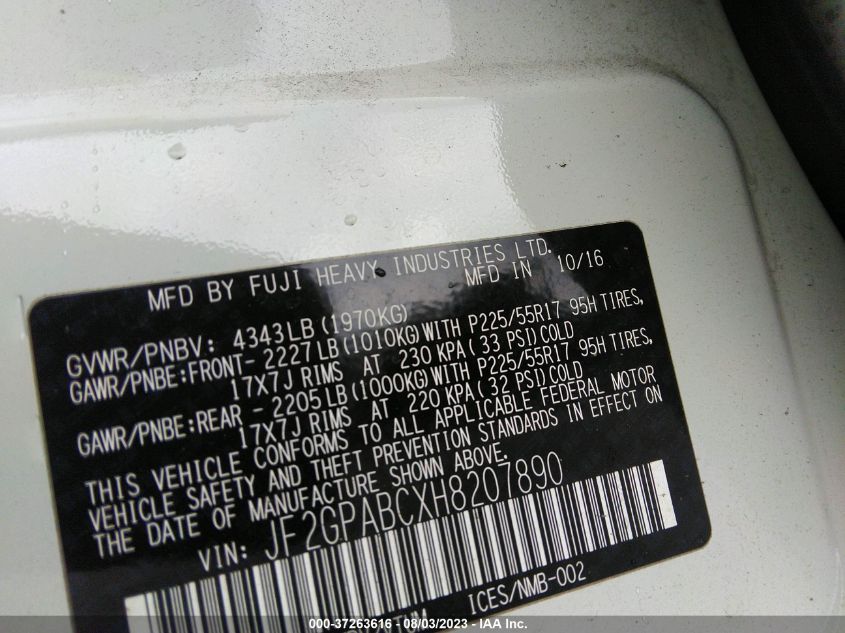 MFD BY FUJI HEAVY INDUSTRIES LTD.
MFD IN 10/16
GVWR/PNBV: 4343LB(1970KG)
GAWR/PNBE:FRONT- 2227LB(1010KG)WITH P225/55R17 95H TIRES,
17X7J RIMS AT 230 KPA(33 PSI)COLD
GAWR/PNBE:REAR - 2205LB(1000KG)WITH P225/55R17 95H TIRES,
17X7J RIMS AT 220 KPA(32 PSI)COLD
THIS VEHICLE CONFORMS TO ALL APPLICABLE FEDERAL MOTOR
VEHICLE SAFETY AND THEFT PREVENTION STANDARDS IN EFFECT ON
THE DATE OF MANUFACTURE SHOWN ABOVE.
VIN: JF2GPABCXH8207890
ICES/NMB-002
000-37263616 - 08/03/2023 - IAA Inc.